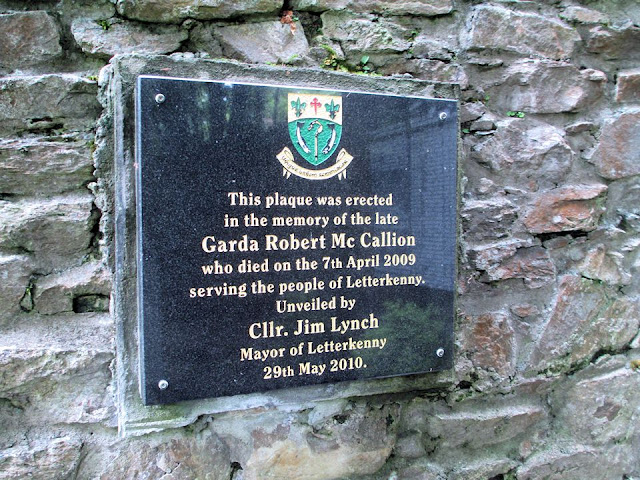 This plaque was erected
in the memory of the late
Garda Robert Mc Callion
who died on the 7th April 2009
serving the people of Letterkenny.
Unveiled by
Cllr. Jim Lynch
Mayor of Letterkenny
29th May 2010.